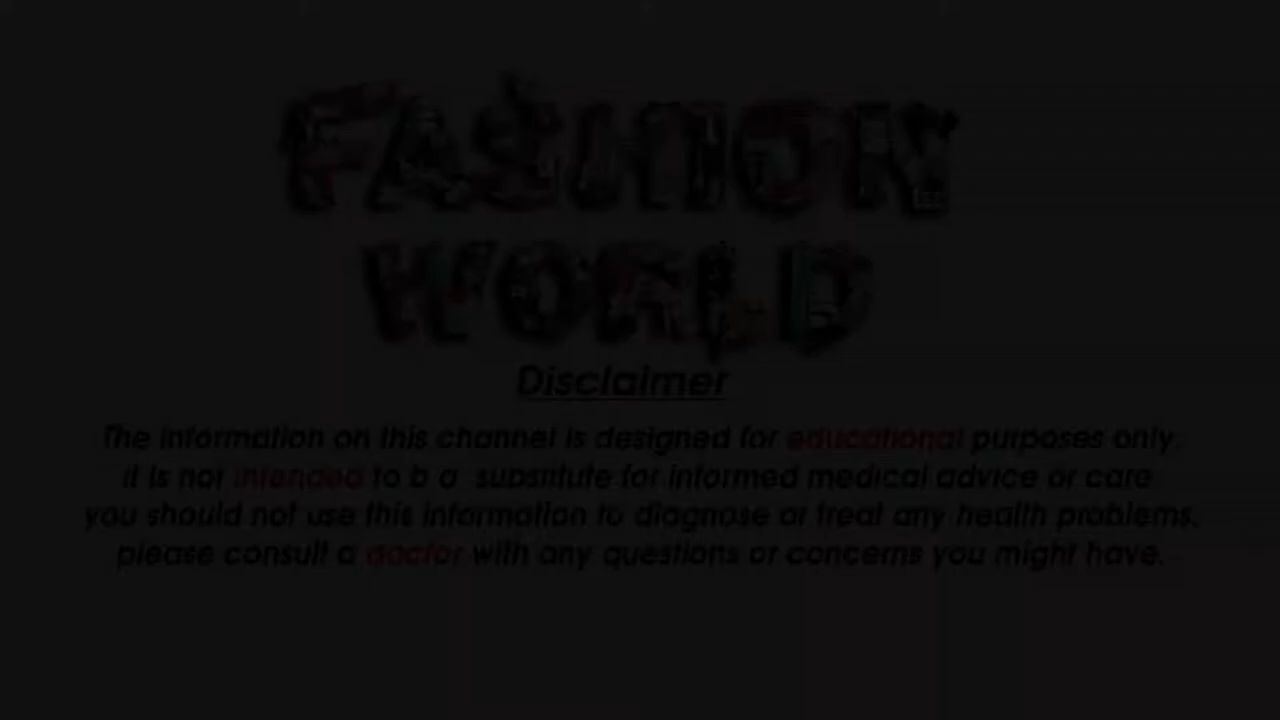 FASHION
WORLD
Disclaimer
The information on this channel is designed for educational purposes only.
it is not intended to b a substitute for informed medical advice or care
you should not use this information to diagnose or treat any health problems.
please consult a doctor with any questions or concerns you might have.